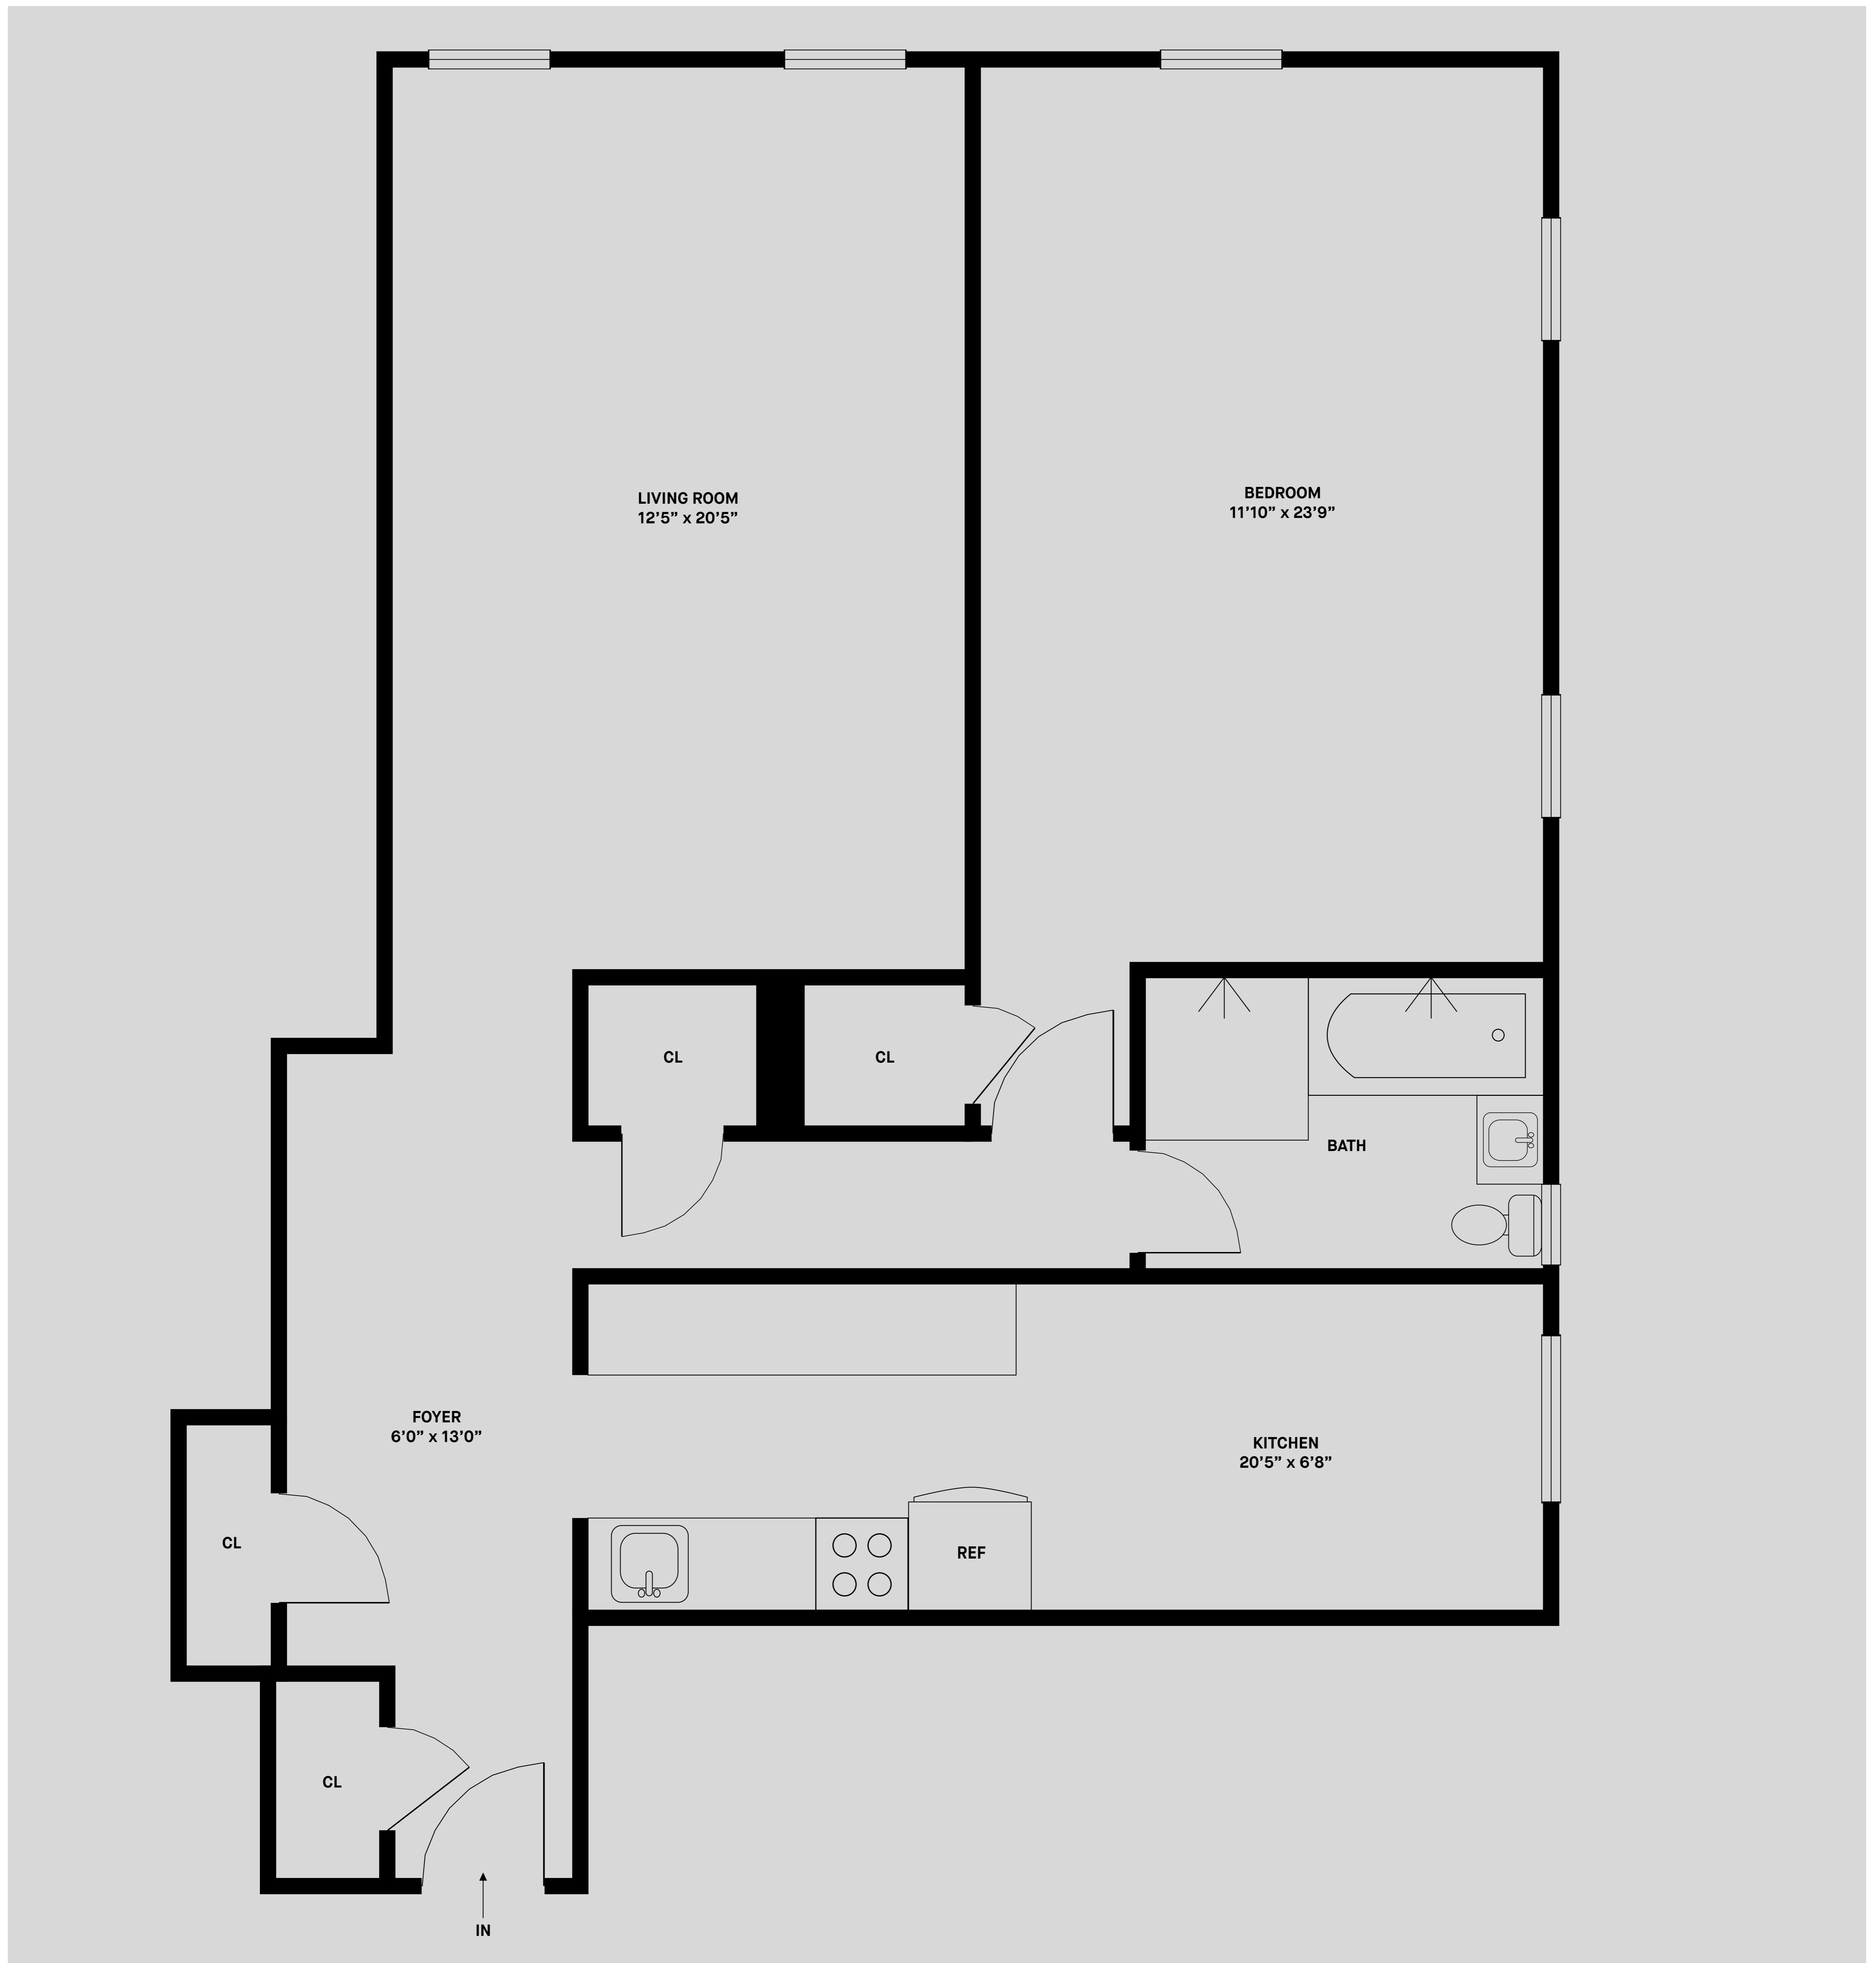 LIVING ROOM
12’5” x 20’5”
BEDROOM
11’10” x 23’9”
CL
CL
BATH
FOYER
6’0” x 13’0”
KITCHEN
20’5” x 6’8”
CL
REF
CL
IN